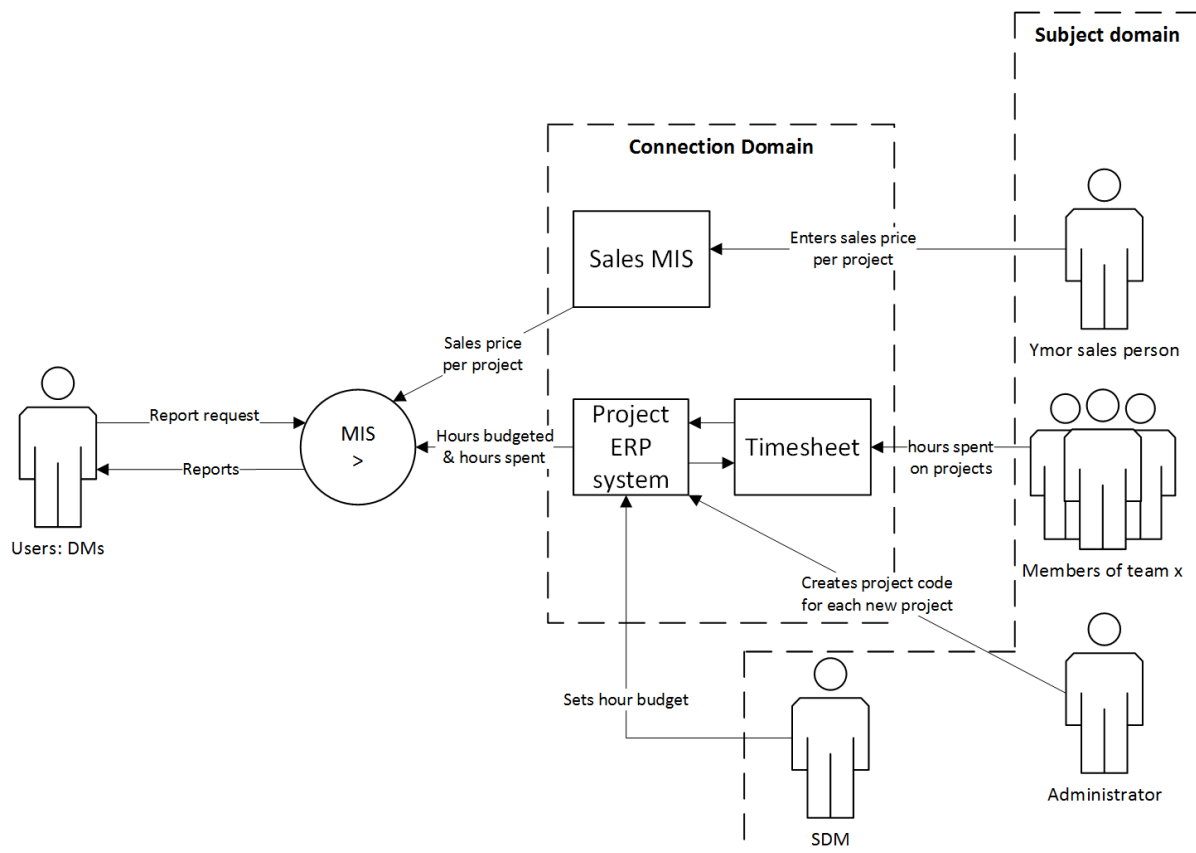 Subject domain
Connection Domain
Sales MIS
Enters sales price
per project
Ymor sales person
Sales price
per project
Report request
MIS
>
Reports
Users: DMs
Hours budgeted
& hours spent
Project
ERP
system
Timesheet
hours spent
on projects
Members of team x
Creates project code
for each new project
Sets hour budget
SDM
Administrator